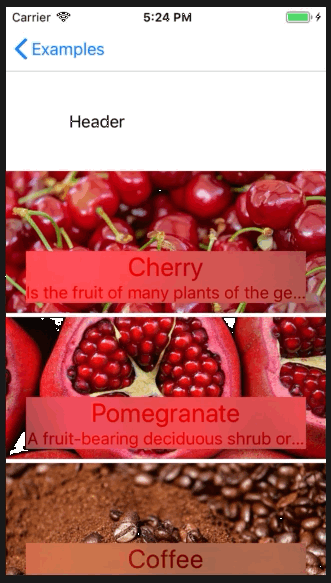 Carrier 5:24 PM
Examples
Header
Cherry
Is the fruit of many plants of the ge...
Pomegranate
A fruit-bearing deciduous shrub or...
Coffee